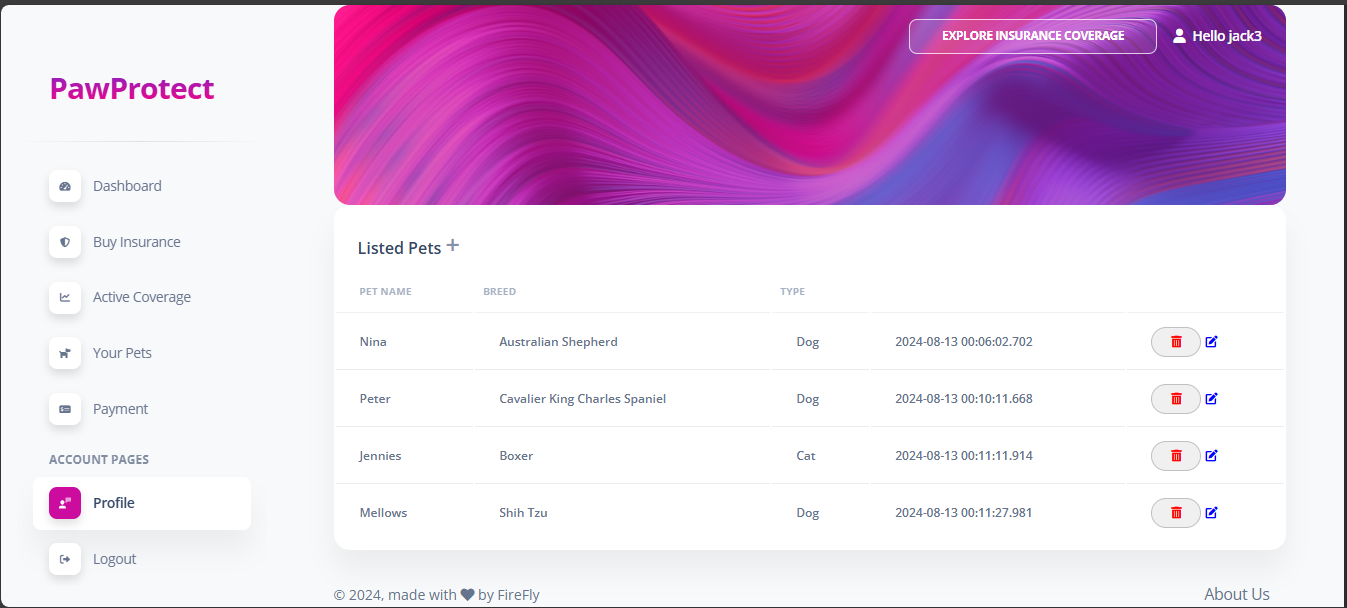 EXPLORE INSURANCE COVERAGE Hello jack3
PawProtect
Dashboard
Buy Insurance
Active Coverage
Your Pets
Payment
ACCOUNT PAGES
Profile
Logout
Listed Pets +
PET NAME BREED TYPE
Nina Australian Shepherd Dog 2024-08-13 00:06:02.702
Peter Cavalier King Charles Spaniel Dog 2024-08-13 00:10:11.668
Jennies Boxer Cat 2024-08-13 00:11:11.914
Mellows Shih Tzu Dog 2024-08-13 00:11:27.981
© 2024, made with ♥ by FireFly About Us